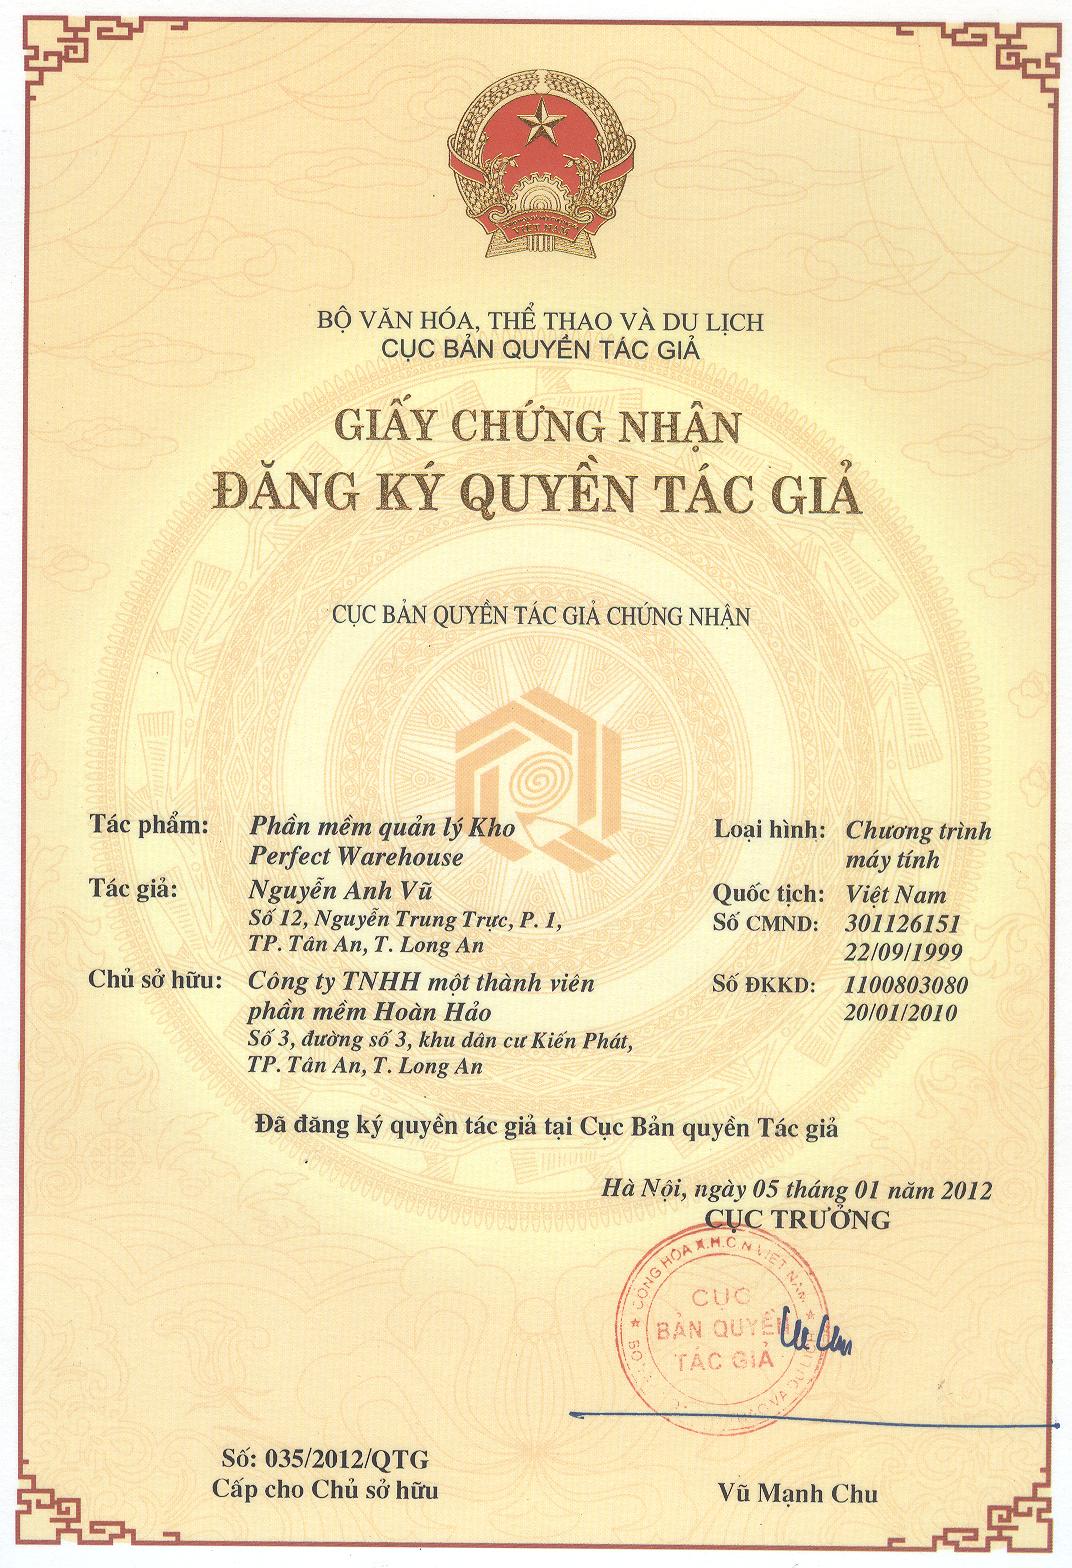 VIỆT NAM
BỘ VĂN HÓA, THỂ THAO VÀ DU LỊCH
CỤC BẢN QUYỀN TÁC GIẢ
GIẤY CHỨNG NHẬN
ĐĂNG KÝ QUYỀN TÁC GIẢ
CỤC BẢN QUYỀN TÁC GIẢ CHỨNG NHẬN
Tác phẩm: Phần mềm quản lý Kho
Perfect Warehouse
Loại hình: Chương trình
máy tính
Tác giả: Nguyễn Anh Vũ
Số 12, Nguyễn Trung Trực, P. 1,
TP. Tân An, T. Long An
Quốc tịch: Việt Nam
Số CMND: 301126151
22/09/1999
Chủ sở hữu: Công ty TNHH một thành viên
phần mềm Hoàn Hảo
Số 3, đường số 3, khu dân cư Kiến Phát,
TP. Tân An, T. Long An
Số ĐKKD: 1100803080
20/01/2010
Đã đăng ký quyền tác giả tại Cục Bản quyền Tác giả
Hà Nội, ngày 05 tháng 01 năm 2012
CỤC TRƯỞNG
CỘNG HÒA X.H.C.N VIỆT NAM
CỤC
BẢN QUYỀN
TÁC GIẢ
Số: 035/2012/QTG
Cấp cho Chủ sở hữu
Vũ Mạnh Chu